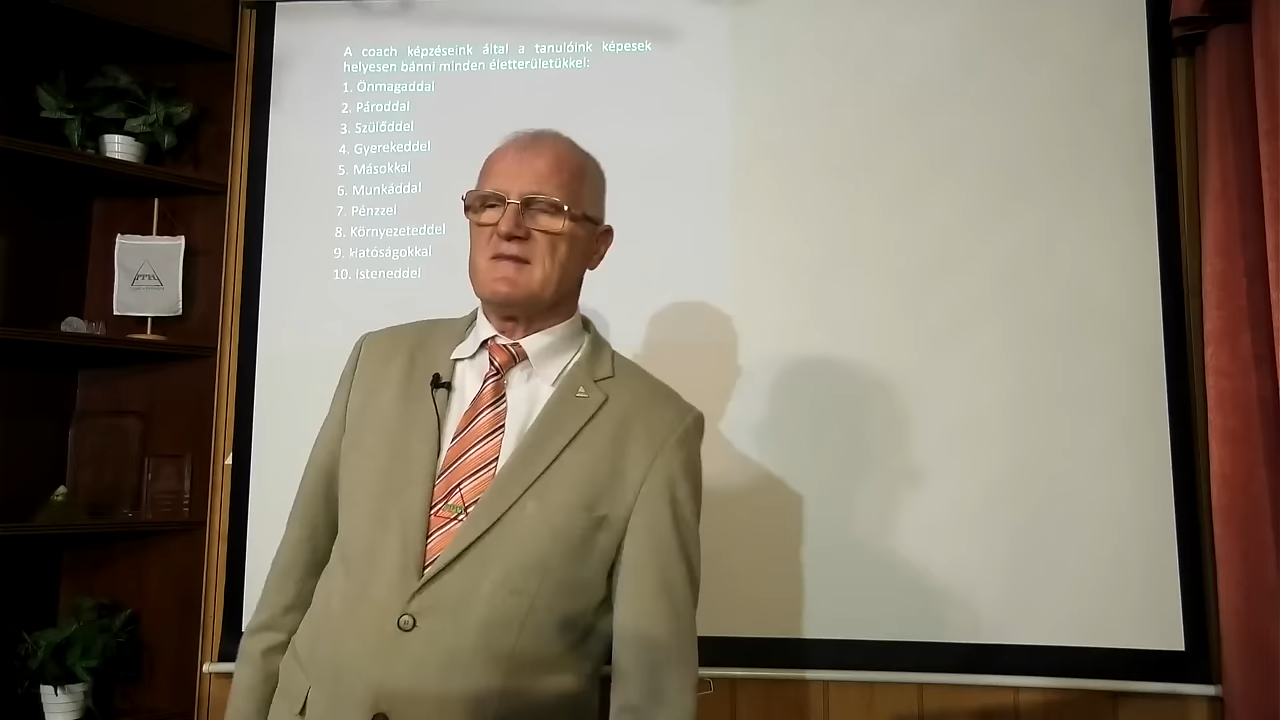 A coach képzéseink által a tanulóink képesek
helyesen bánni minden életterületükkel:
1. Önmagaddal
2. Pároddal
3. Szülőddel
4. Gyerekeddel
5. Másokkal
6. Munkáddal
7. Pénzzel
8. Környezeteddel
9. Hatóságokkal
10. Isteneddel